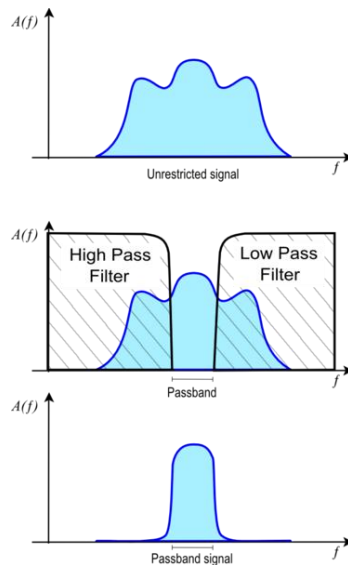 A(f)
Unrestricted signal
f
A(f)
High Pass
Filter
Low Pass
Filter
Passband
f
A(f)
Passband signal
f